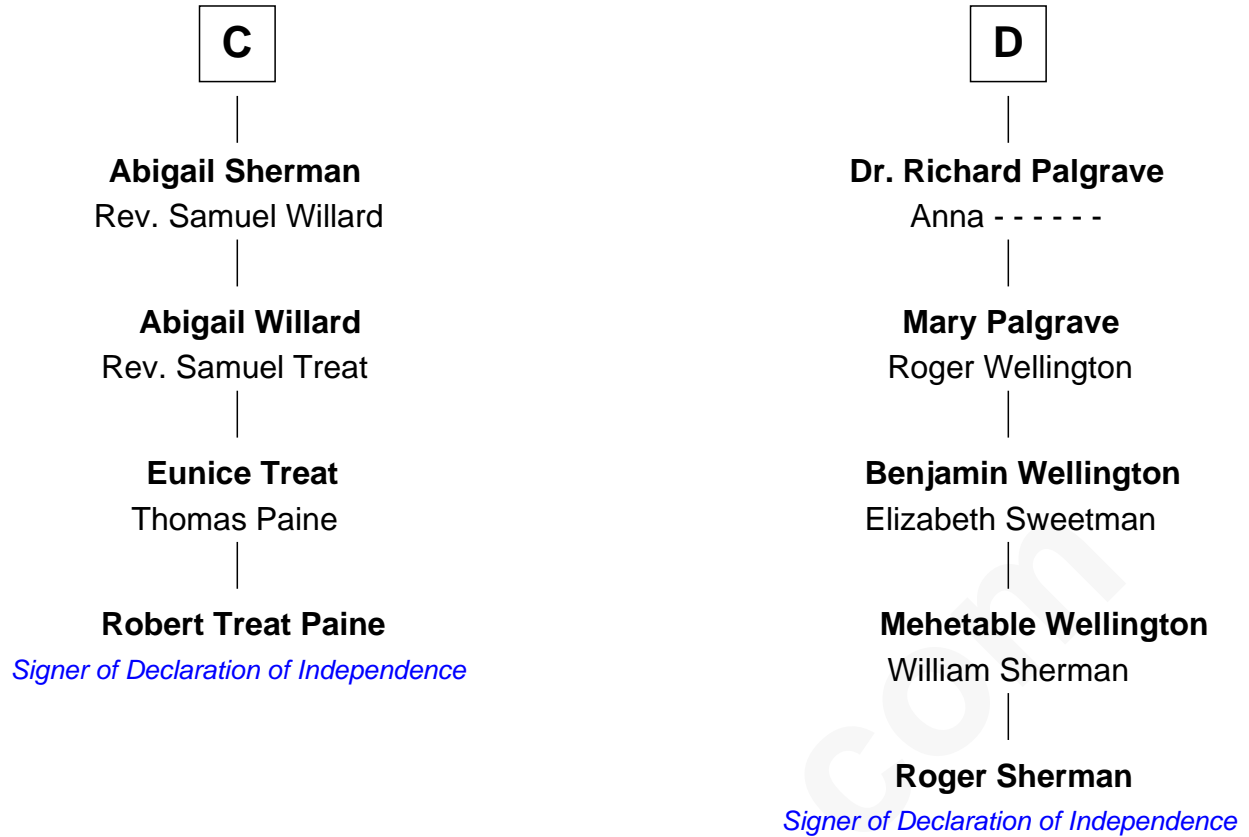 C
Abigail Sherman
Rev. Samuel Willard
Abigail Willard
Rev. Samuel Treat
Eunice Treat
Thomas Paine
Robert Treat Paine
Signer of Declaration of Independence
D
Dr. Richard Palgrave
Anna - - - - - -
Mary Palgrave
Roger Wellington
Benjamin Wellington
Elizabeth Sweetman
Mehetable Wellington
William Sherman
Roger Sherman
Signer of Declaration of Independence
com